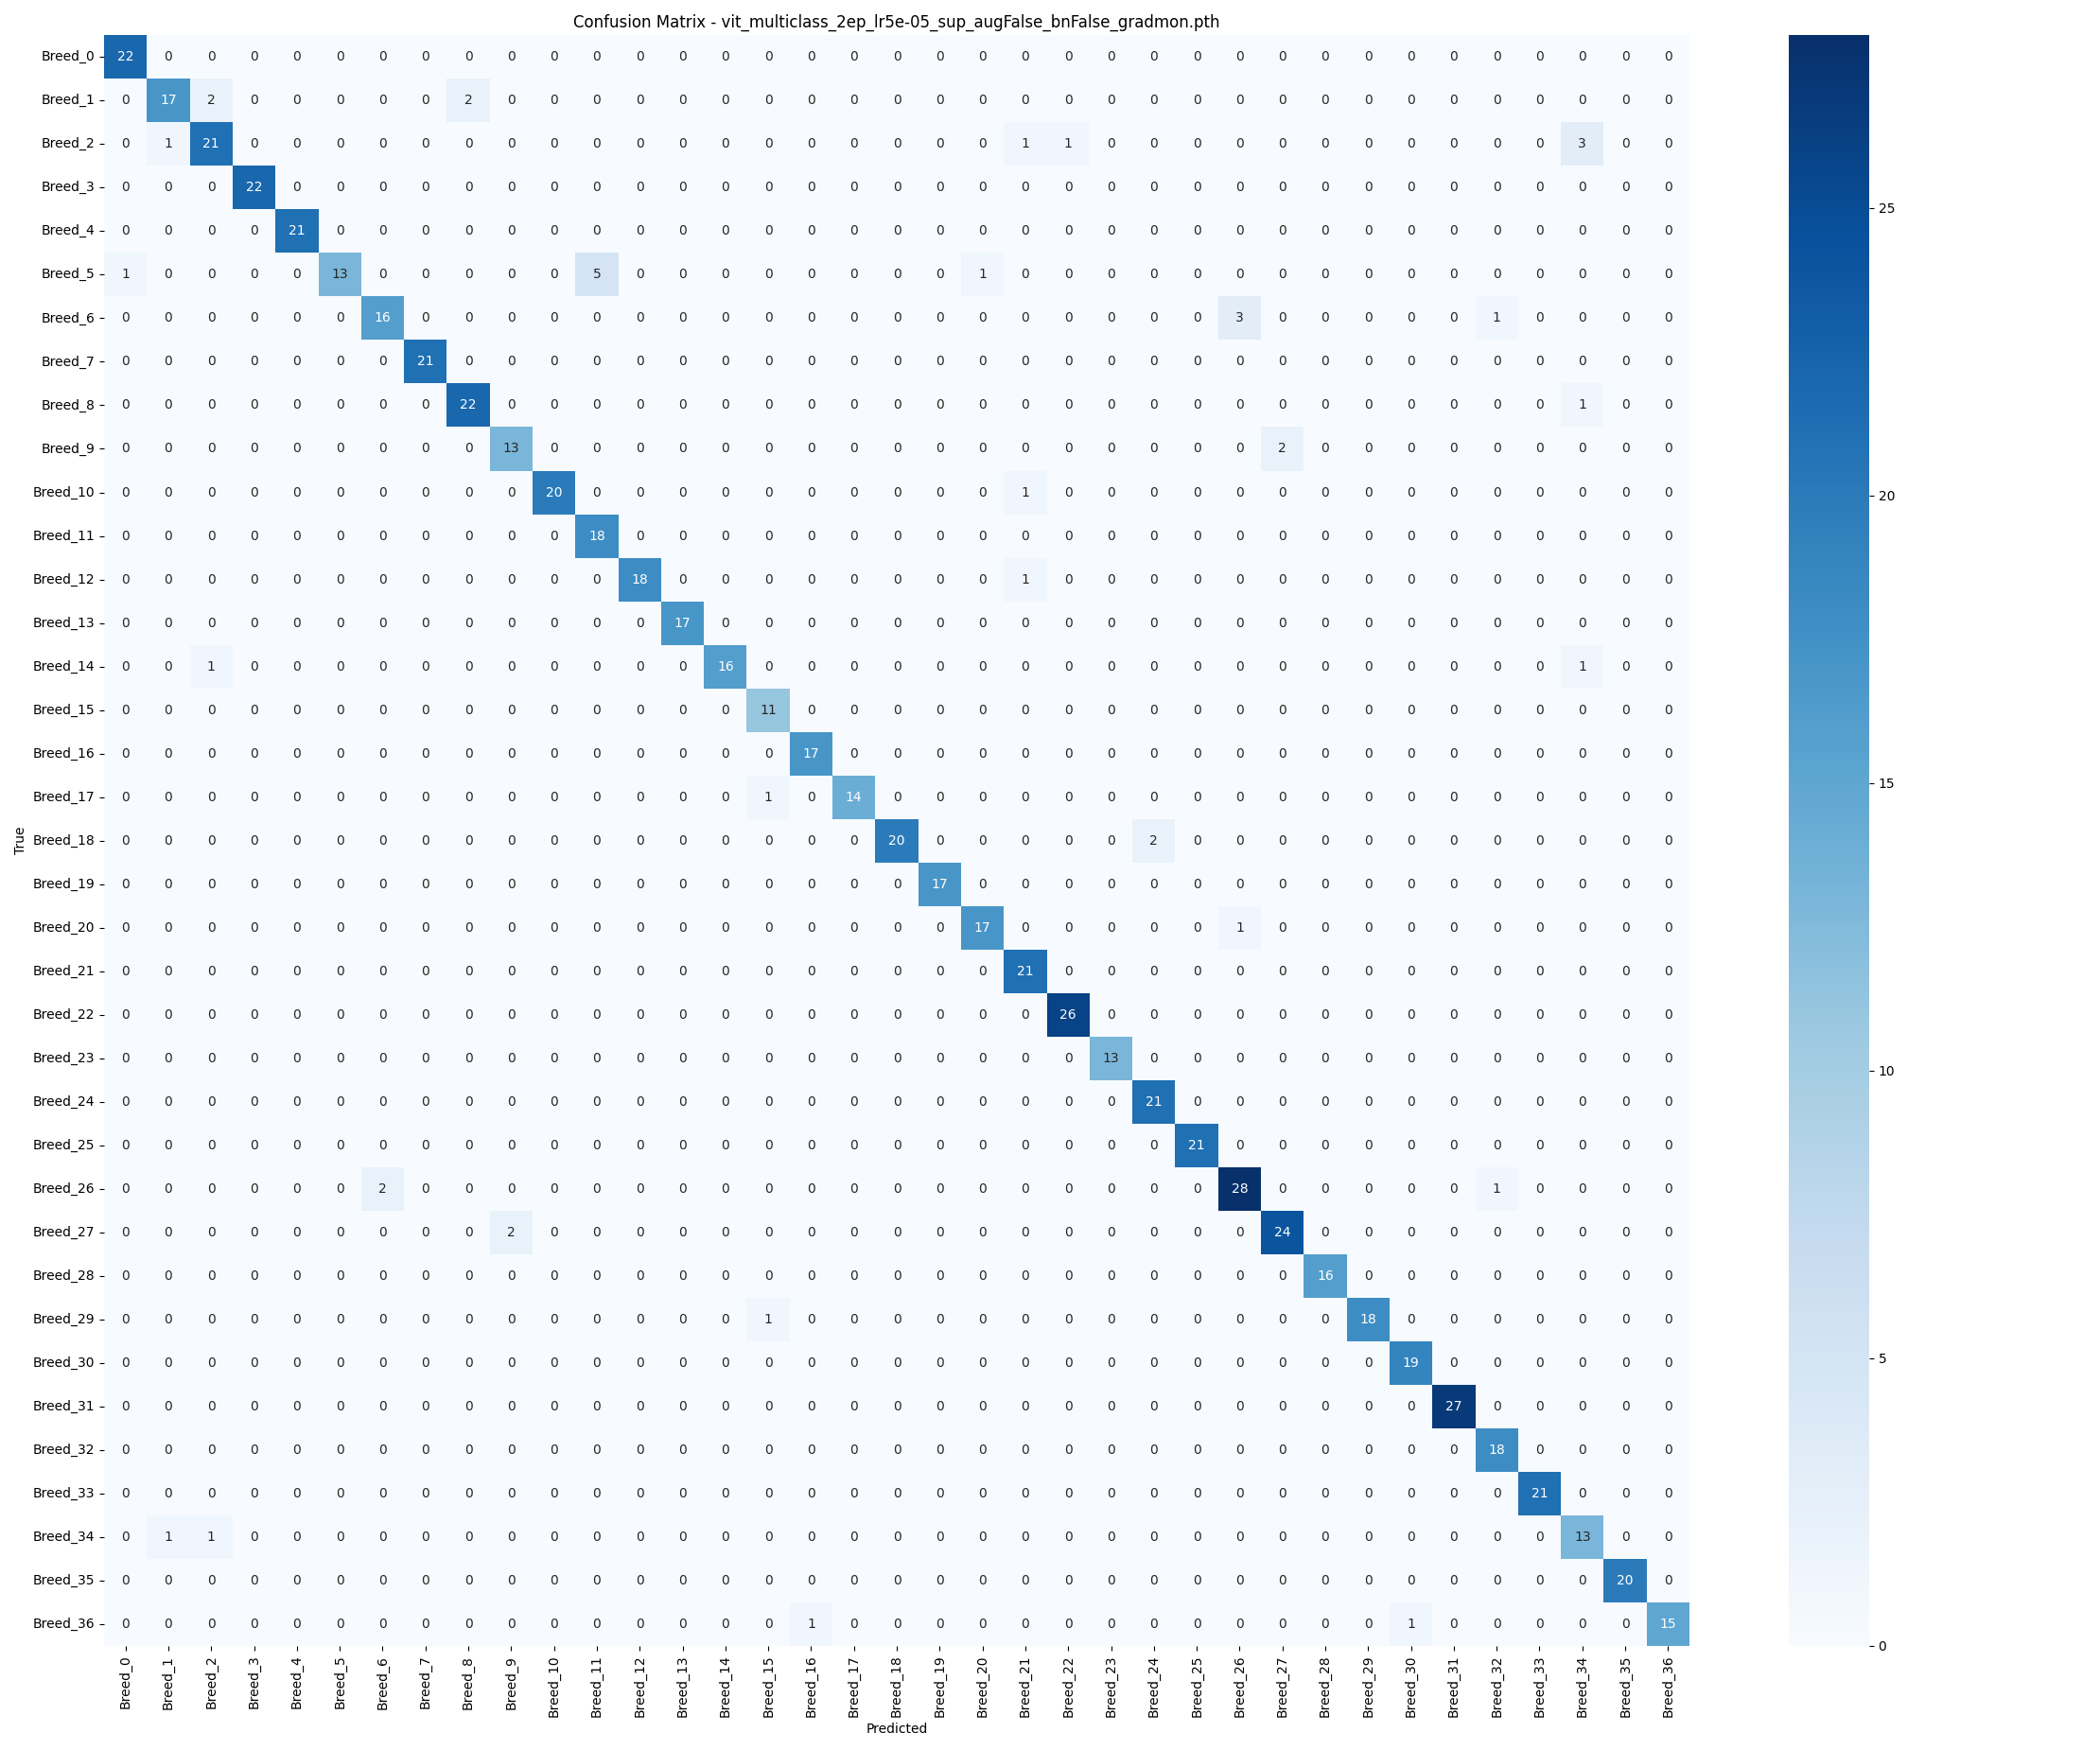 Confusion Matrix - vit_multiclass_2ep_lr5e-05_sup_augFalse_bnFalse_gradmon.pth
Breed_0 22 0 0 0 0 0 0 0 0 0 0 0 0 0 0 0 0 0 0 0 0 0 0 0 0 0 0 0 0 0 0 0 0 0 0 0 0
Breed_1 0 17 2 0 0 0 0 0 2 0 0 0 0 0 0 0 0 0 0 0 0 0 0 0 0 0 0 0 0 0 0 0 0 0 0 0 0
Breed_2 0 1 21 0 0 0 0 0 0 0 0 0 0 0 0 0 0 0 0 0 0 1 1 0 0 0 0 0 0 0 0 0 0 0 3 0 0
Breed_3 0 0 0 22 0 0 0 0 0 0 0 0 0 0 0 0 0 0 0 0 0 0 0 0 0 0 0 0 0 0 0 0 0 0 0 0 0
Breed_4 0 0 0 0 21 0 0 0 0 0 0 0 0 0 0 0 0 0 0 0 0 0 0 0 0 0 0 0 0 0 0 0 0 0 0 0 0
Breed_5 1 0 0 0 0 13 0 0 0 0 0 5 0 0 0 0 0 0 0 0 1 0 0 0 0 0 0 0 0 0 0 0 0 0 0 0 0
Breed_6 0 0 0 0 0 0 16 0 0 0 0 0 0 0 0 0 0 0 0 0 0 0 0 0 0 0 3 0 0 0 0 0 1 0 0 0 0
Breed_7 0 0 0 0 0 0 0 21 0 0 0 0 0 0 0 0 0 0 0 0 0 0 0 0 0 0 0 0 0 0 0 0 0 0 0 0 0
Breed_8 0 0 0 0 0 0 0 0 22 0 0 0 0 0 0 0 0 0 0 0 0 0 0 0 0 0 0 0 0 0 0 0 0 0 1 0 0
Breed_9 0 0 0 0 0 0 0 0 0 13 0 0 0 0 0 0 0 0 0 0 0 0 0 0 0 0 0 2 0 0 0 0 0 0 0 0 0
Breed_10 0 0 0 0 0 0 0 0 0 0 20 0 0 0 0 0 0 0 0 0 0 1 0 0 0 0 0 0 0 0 0 0 0 0 0 0 0
Breed_11 0 0 0 0 0 0 0 0 0 0 0 18 0 0 0 0 0 0 0 0 0 0 0 0 0 0 0 0 0 0 0 0 0 0 0 0 0
Breed_12 0 0 0 0 0 0 0 0 0 0 0 0 18 0 0 0 0 0 0 0 0 1 0 0 0 0 0 0 0 0 0 0 0 0 0 0 0
Breed_13 0 0 0 0 0 0 0 0 0 0 0 0 0 17 0 0 0 0 0 0 0 0 0 0 0 0 0 0 0 0 0 0 0 0 0 0 0
Breed_14 0 0 1 0 0 0 0 0 0 0 0 0 0 0 16 0 0 0 0 0 0 0 0 0 0 0 0 0 0 0 0 0 0 0 1 0 0
Breed_15 0 0 0 0 0 0 0 0 0 0 0 0 0 0 0 11 0 0 0 0 0 0 0 0 0 0 0 0 0 0 0 0 0 0 0 0 0
Breed_16 0 0 0 0 0 0 0 0 0 0 0 0 0 0 0 0 17 0 0 0 0 0 0 0 0 0 0 0 0 0 0 0 0 0 0 0 0
Breed_17 0 0 0 0 0 0 0 0 0 0 0 0 0 0 0 1 0 14 0 0 0 0 0 0 0 0 0 0 0 0 0 0 0 0 0 0 0
Breed_18 0 0 0 0 0 0 0 0 0 0 0 0 0 0 0 0 0 0 20 0 0 0 0 0 2 0 0 0 0 0 0 0 0 0 0 0 0
Breed_19 0 0 0 0 0 0 0 0 0 0 0 0 0 0 0 0 0 0 0 17 0 0 0 0 0 0 0 0 0 0 0 0 0 0 0 0 0
Breed_20 0 0 0 0 0 0 0 0 0 0 0 0 0 0 0 0 0 0 0 0 17 0 0 0 0 0 1 0 0 0 0 0 0 0 0 0 0
Breed_21 0 0 0 0 0 0 0 0 0 0 0 0 0 0 0 0 0 0 0 0 0 21 0 0 0 0 0 0 0 0 0 0 0 0 0 0 0
Breed_22 0 0 0 0 0 0 0 0 0 0 0 0 0 0 0 0 0 0 0 0 0 0 26 0 0 0 0 0 0 0 0 0 0 0 0 0 0
Breed_23 0 0 0 0 0 0 0 0 0 0 0 0 0 0 0 0 0 0 0 0 0 0 0 13 0 0 0 0 0 0 0 0 0 0 0 0 0
Breed_24 0 0 0 0 0 0 0 0 0 0 0 0 0 0 0 0 0 0 0 0 0 0 0 0 21 0 0 0 0 0 0 0 0 0 0 0 0
Breed_25 0 0 0 0 0 0 0 0 0 0 0 0 0 0 0 0 0 0 0 0 0 0 0 0 0 21 0 0 0 0 0 0 0 0 0 0 0
Breed_26 0 0 0 0 0 0 2 0 0 0 0 0 0 0 0 0 0 0 0 0 0 0 0 0 0 0 28 0 0 0 0 0 1 0 0 0 0
Breed_27 0 0 0 0 0 0 0 0 0 2 0 0 0 0 0 0 0 0 0 0 0 0 0 0 0 0 0 24 0 0 0 0 0 0 0 0 0
Breed_28 0 0 0 0 0 0 0 0 0 0 0 0 0 0 0 0 0 0 0 0 0 0 0 0 0 0 0 0 16 0 0 0 0 0 0 0 0
Breed_29 0 0 0 0 0 0 0 0 0 0 0 0 0 0 0 1 0 0 0 0 0 0 0 0 0 0 0 0 0 18 0 0 0 0 0 0 0
Breed_30 0 0 0 0 0 0 0 0 0 0 0 0 0 0 0 0 0 0 0 0 0 0 0 0 0 0 0 0 0 0 19 0 0 0 0 0 0
Breed_31 0 0 0 0 0 0 0 0 0 0 0 0 0 0 0 0 0 0 0 0 0 0 0 0 0 0 0 0 0 0 0 27 0 0 0 0 0
Breed_32 0 0 0 0 0 0 0 0 0 0 0 0 0 0 0 0 0 0 0 0 0 0 0 0 0 0 0 0 0 0 0 0 18 0 0 0 0
Breed_33 0 0 0 0 0 0 0 0 0 0 0 0 0 0 0 0 0 0 0 0 0 0 0 0 0 0 0 0 0 0 0 0 0 21 0 0 0
Breed_34 0 1 1 0 0 0 0 0 0 0 0 0 0 0 0 0 0 0 0 0 0 0 0 0 0 0 0 0 0 0 0 0 0 0 13 0 0
Breed_35 0 0 0 0 0 0 0 0 0 0 0 0 0 0 0 0 0 0 0 0 0 0 0 0 0 0 0 0 0 0 0 0 0 0 0 20 0
Breed_36 0 0 0 0 0 0 0 0 0 0 0 0 0 0 0 0 1 0 0 0 0 0 0 0 0 0 0 0 0 0 1 0 0 0 0 0 15
True
Breed_0 Breed_1 Breed_2 Breed_3 Breed_4 Breed_5 Breed_6 Breed_7 Breed_8 Breed_9 Breed_10 Breed_11 Breed_12 Breed_13 Breed_14 Breed_15 Breed_16 Breed_17 Breed_18 Breed_19 Breed_20 Breed_21 Breed_22 Breed_23 Breed_24 Breed_25 Breed_26 Breed_27 Breed_28 Breed_29 Breed_30 Breed_31 Breed_32 Breed_33 Breed_34 Breed_35 Breed_36
Predicted
25
20
15
10
5
0